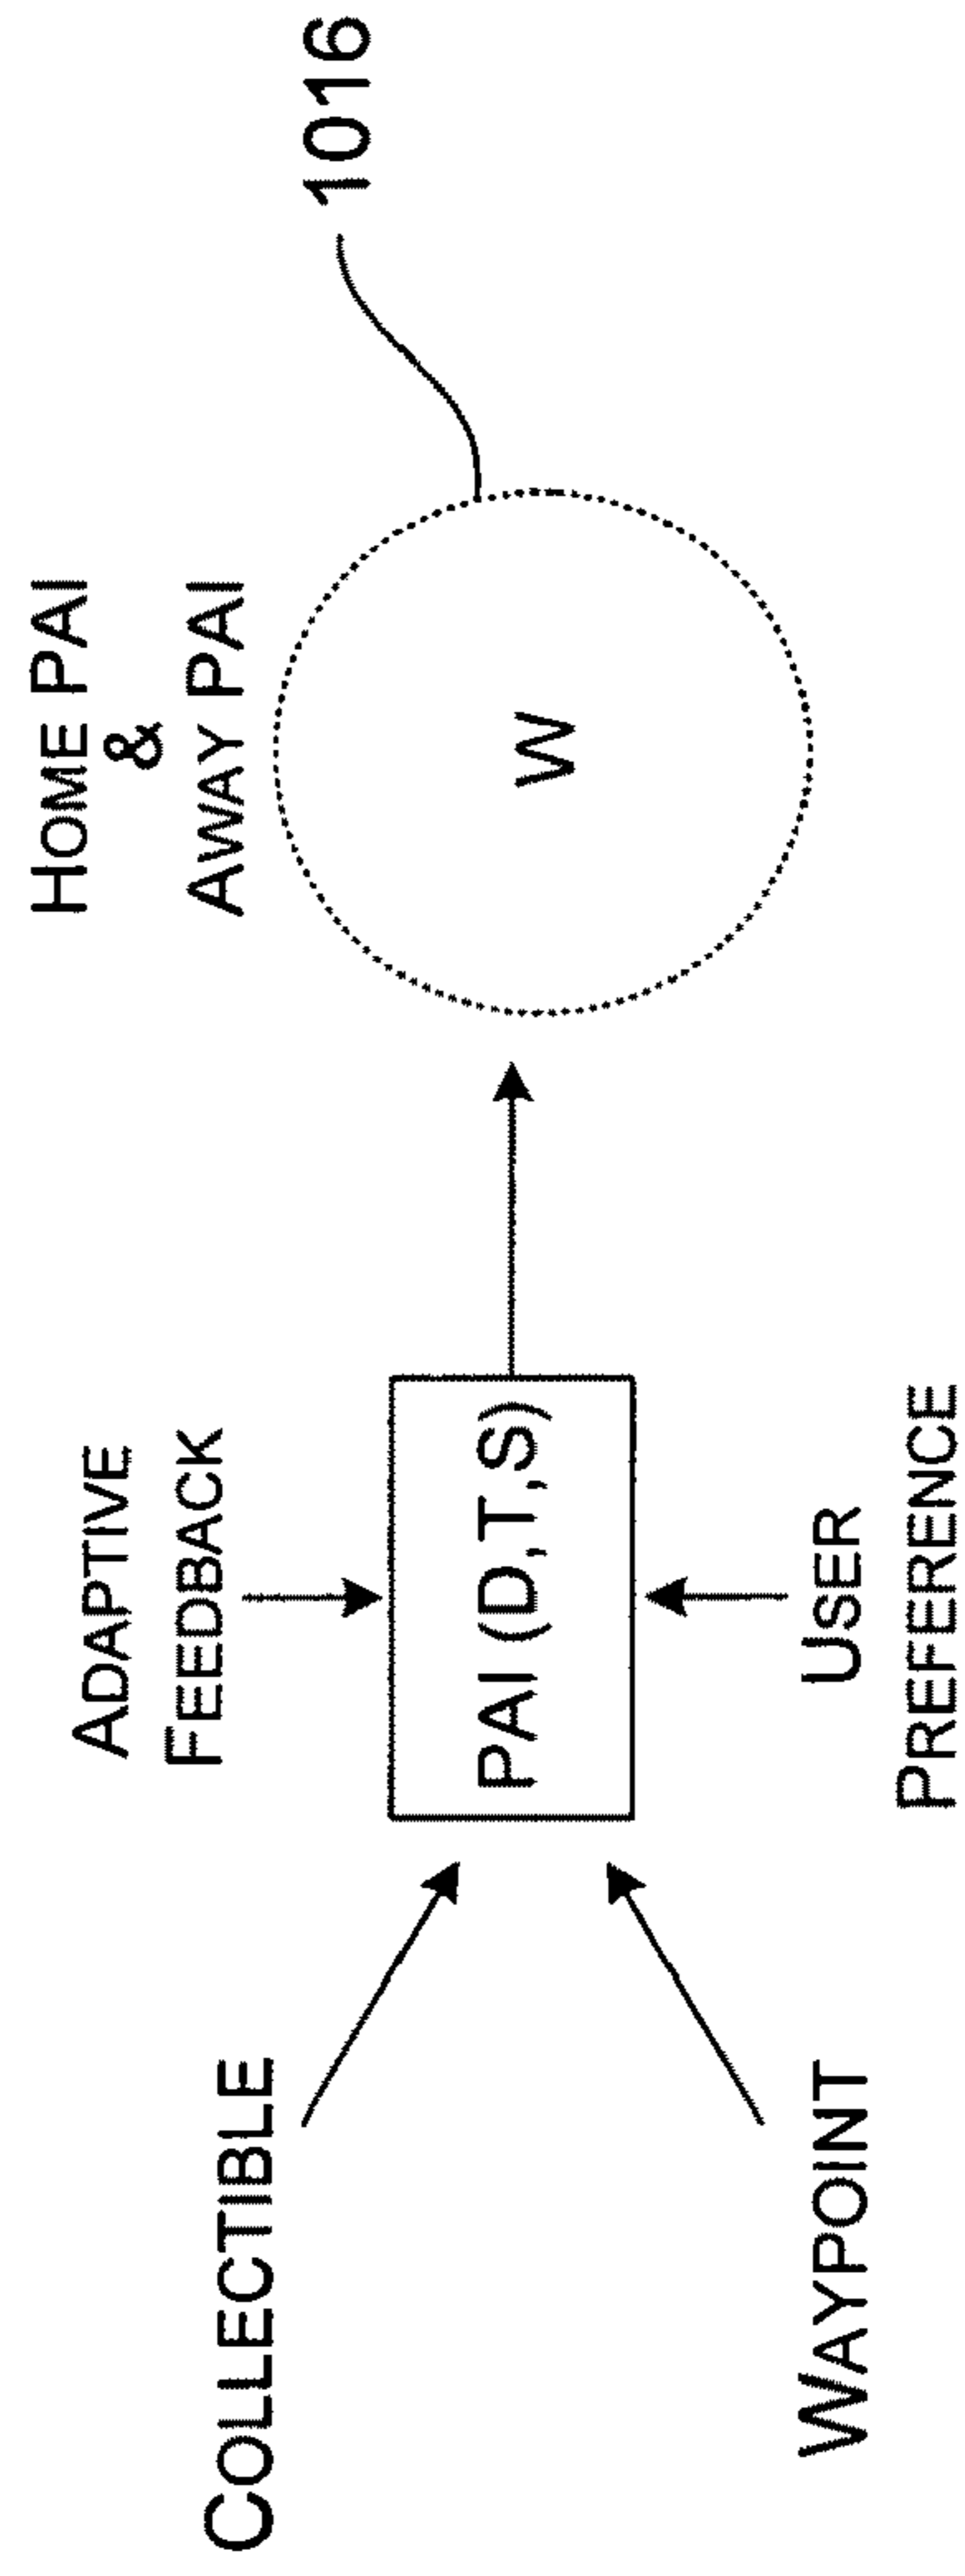 COLLECTIBLE
WAYPOINT
ADAPTIVE
FEEDBACK
PAI (D,T,S)
USER
PREFERENCE
HOME PAI
&
AWAY PAI
W
1016